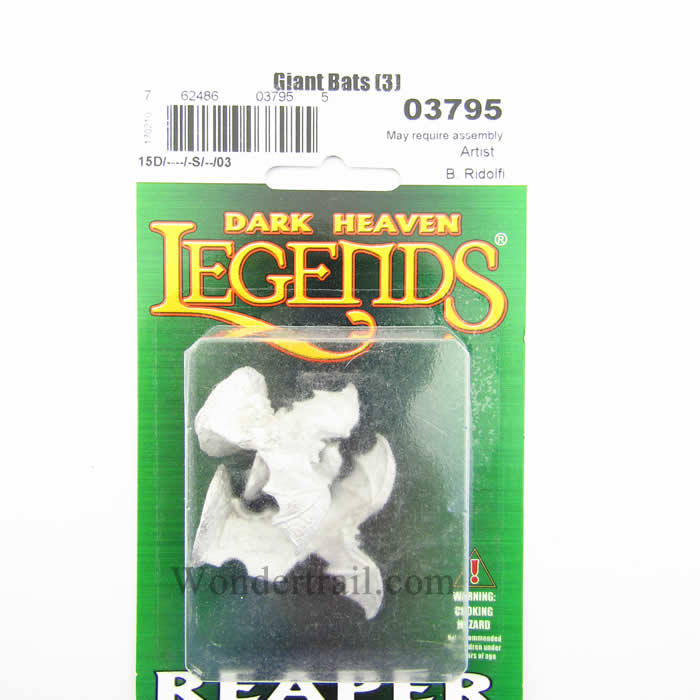 Giant Bats (3)
7 62486 03795 5
03795
170210
May require assembly
Artist
15D/----/-S/--/03
B. Ridolfi
DARK HEAVEN
LEGENDS®
Wondertrail.com
WARNING:
CHOKING
HAZARD
REAPER